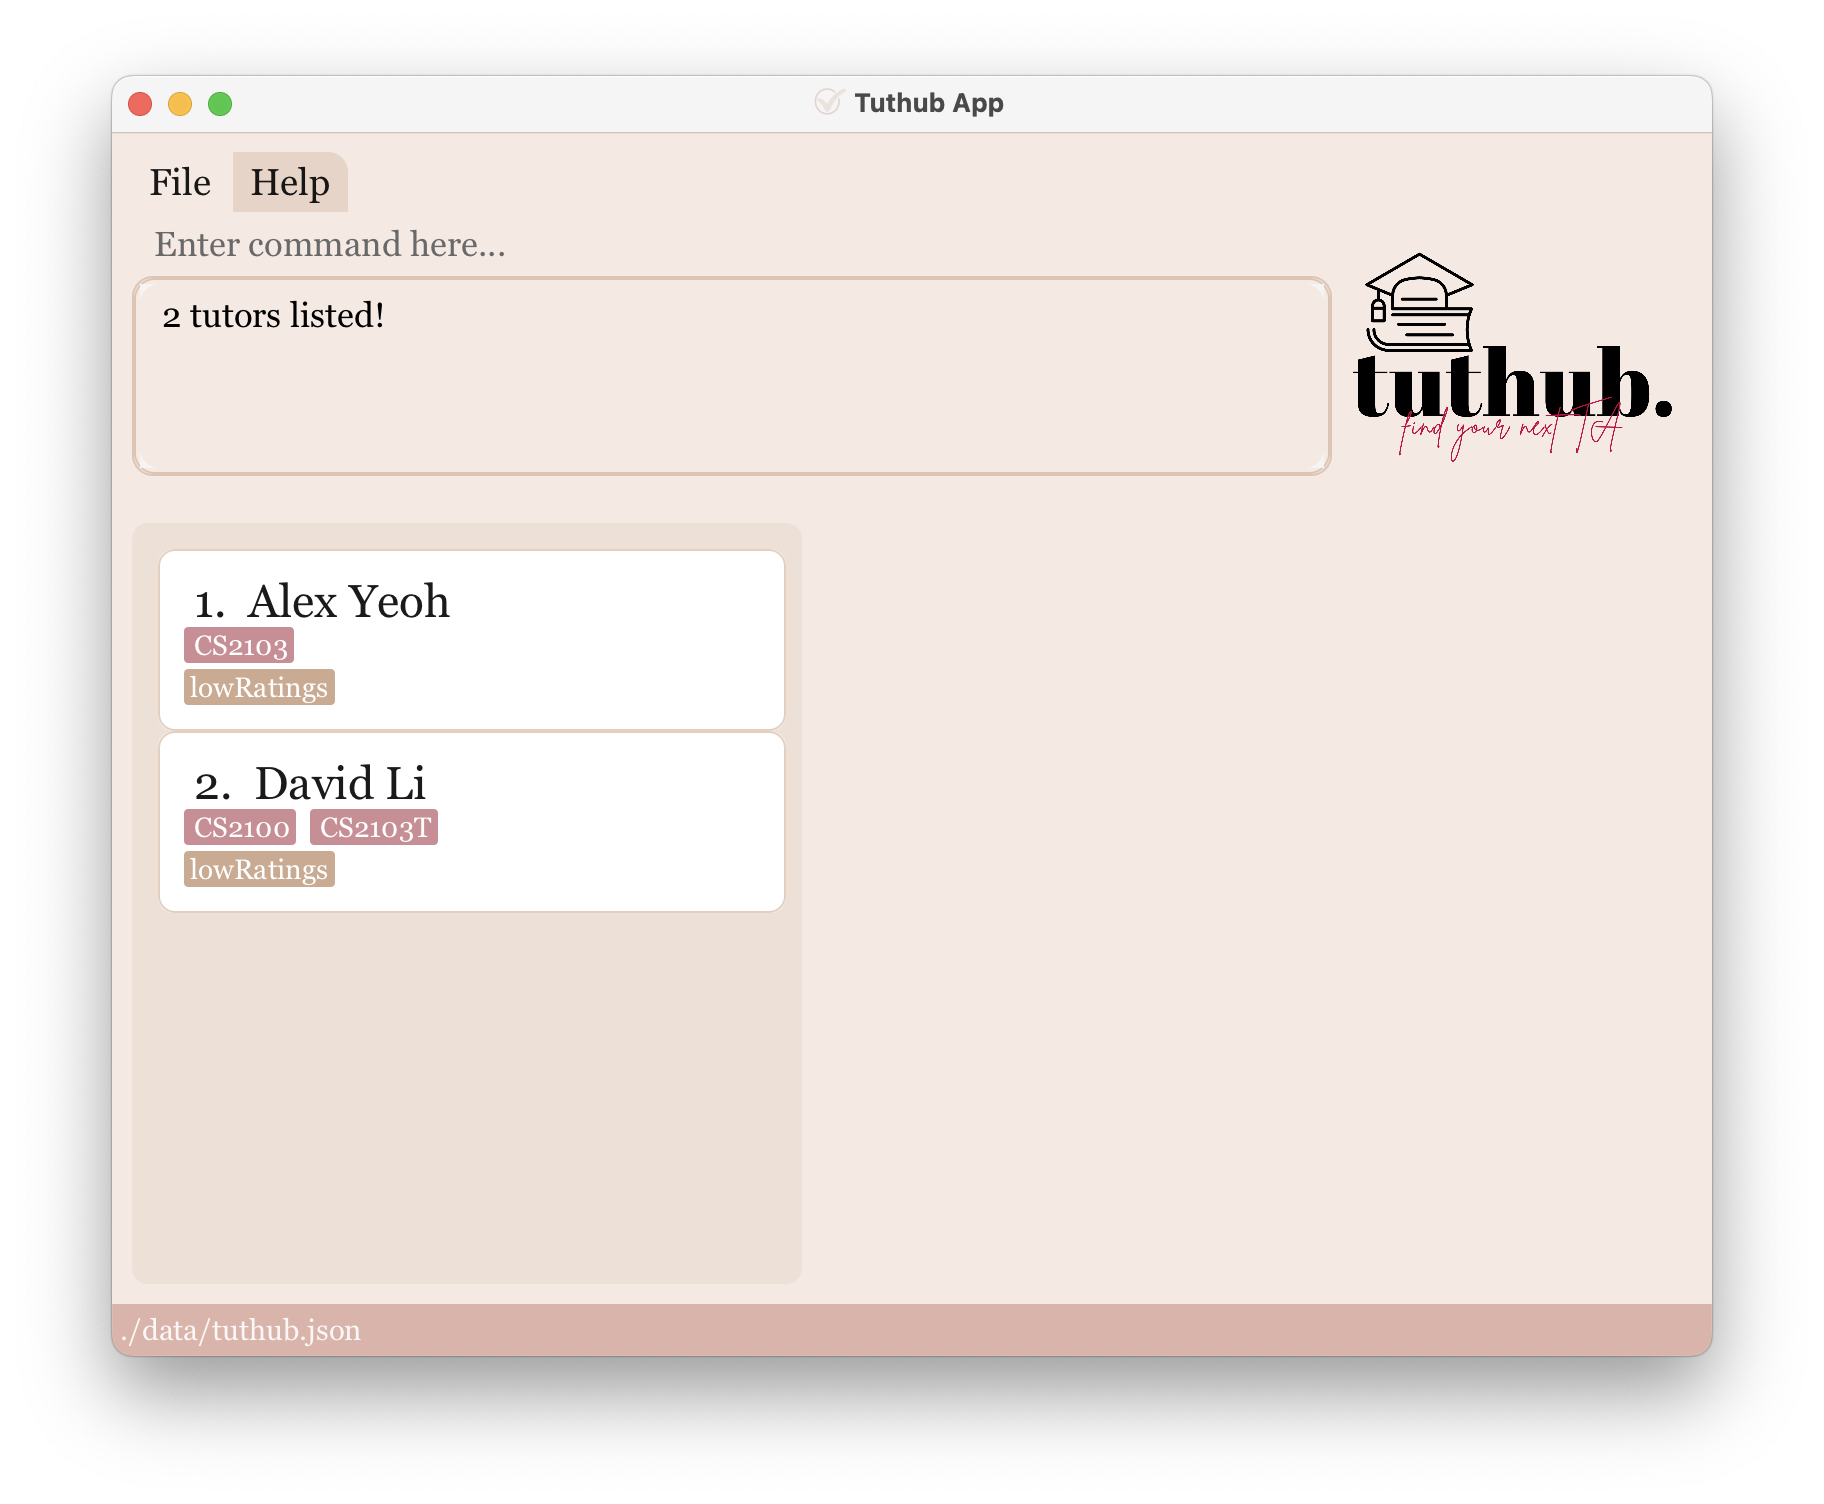 Tuthub App
File Help
Enter command here...
2 tutors listed!
tuthub.
find your next TA
1. Alex Yeoh
CS2103
lowRatings
2. David Li
CS2100 CS2103T
lowRatings
./data/tuthub.json